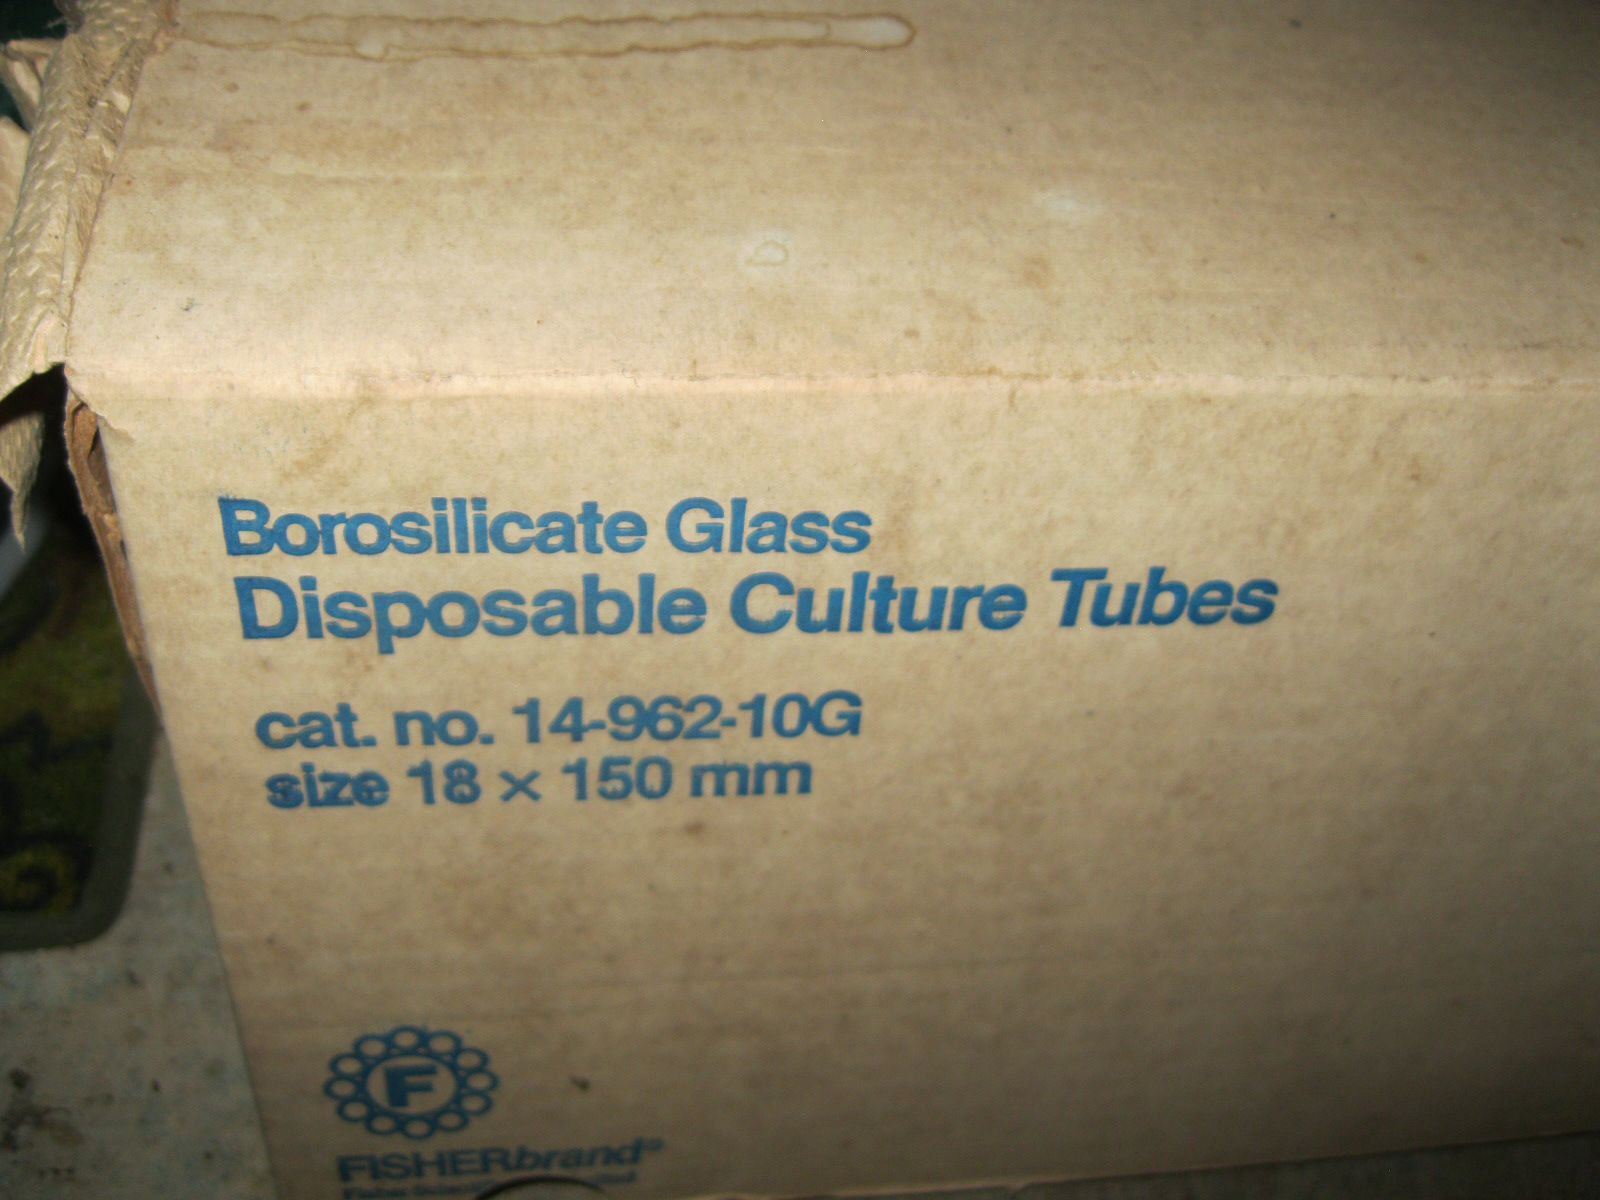 Borosilicate Glass
Disposable Culture Tubes
cat. no. 14-962-10G
size 18 × 150 mm
F
FISHERbrand®